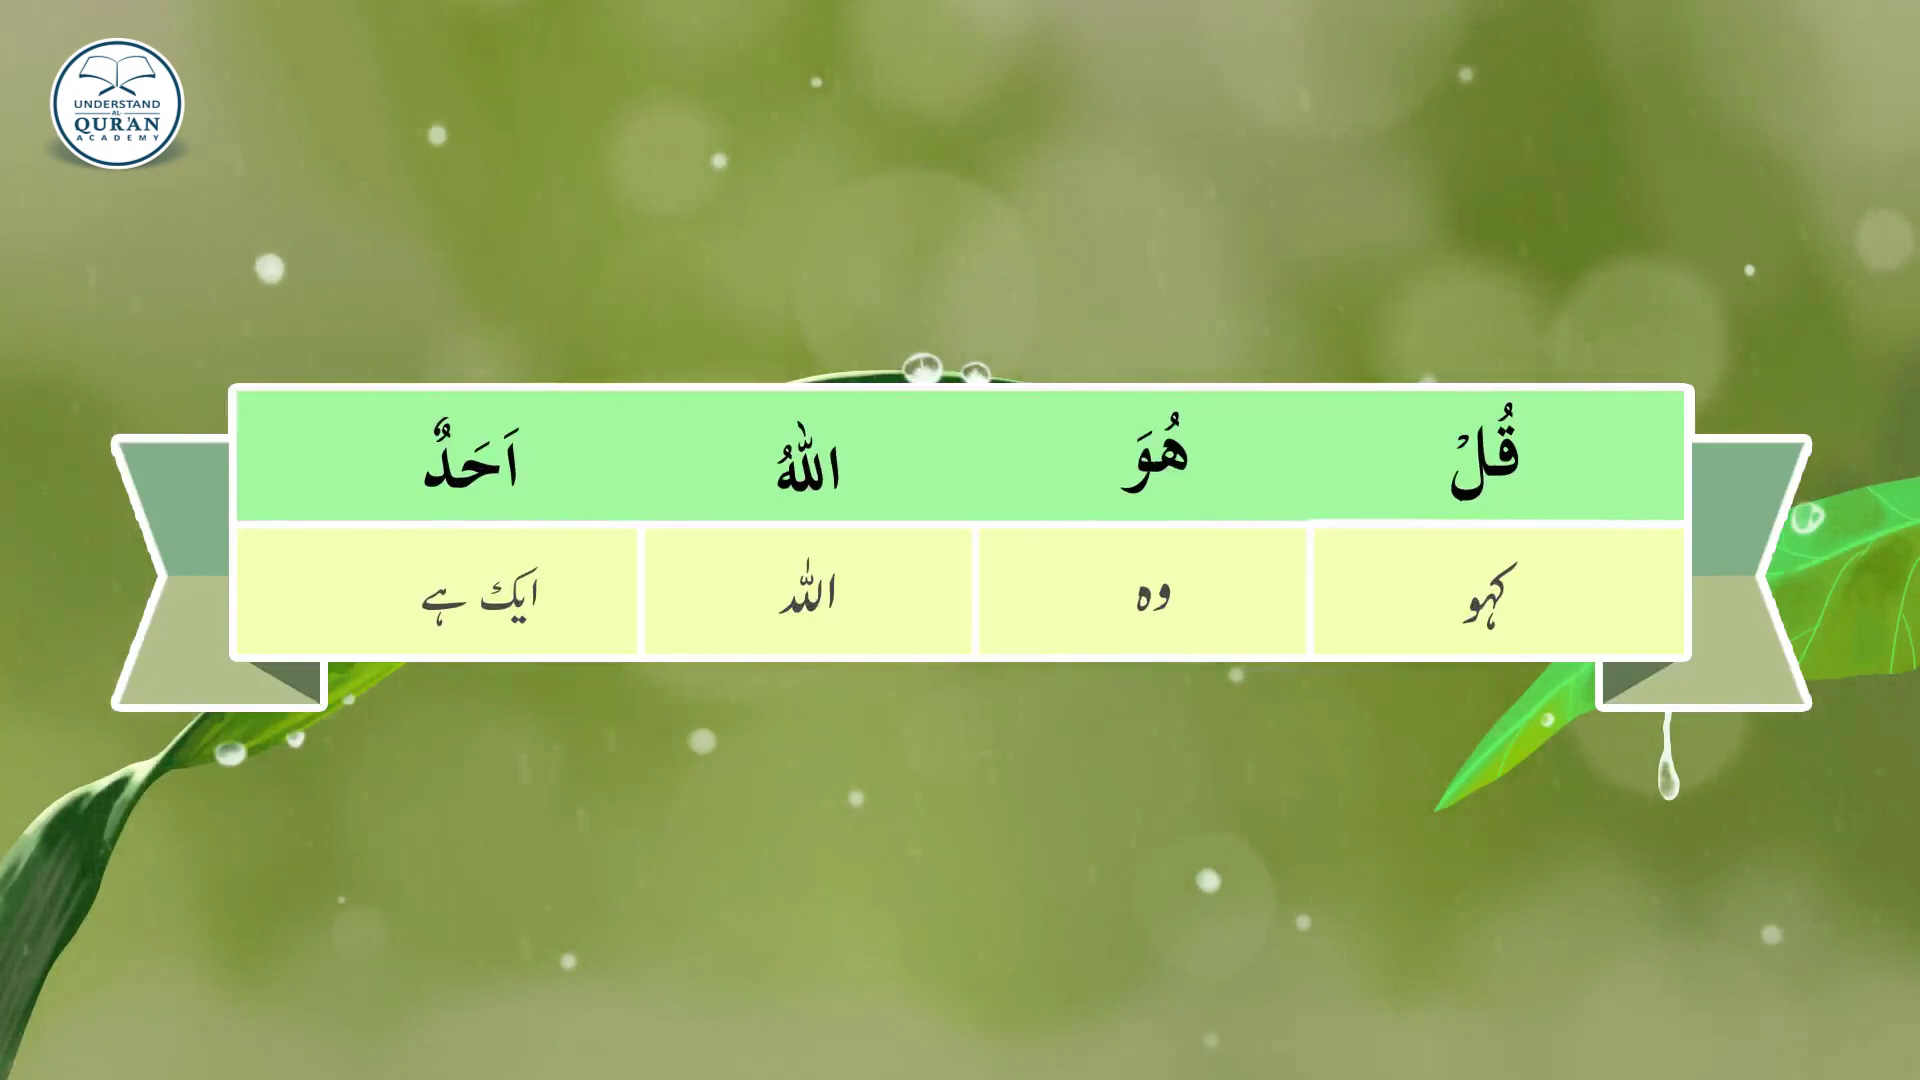 UNDERSTAND
AL-
QUR'AN
ACADEMY
قُلْ هُوَ اللّٰهُ اَحَدٌ
کہو وہ اللہ ایک ہے